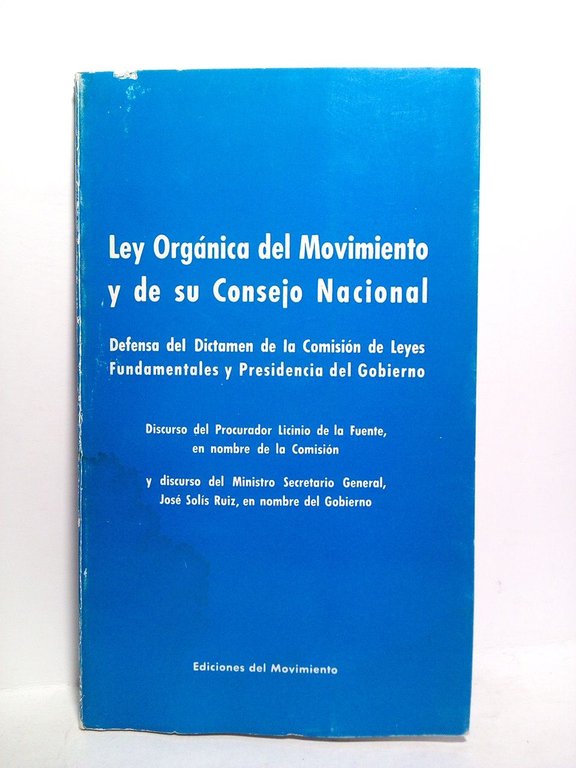 Ley Orgánica del Movimiento
y de su Consejo Nacional
Defensa del Dictamen de la Comisión de Leyes
Fundamentales y Presidencia del Gobierno
Discurso del Procurador Licinio de la Fuente,
en nombre de la Comisión
y discurso del Ministro Secretario General,
José Solís Ruiz, en nombre del Gobierno
Ediciones del Movimiento